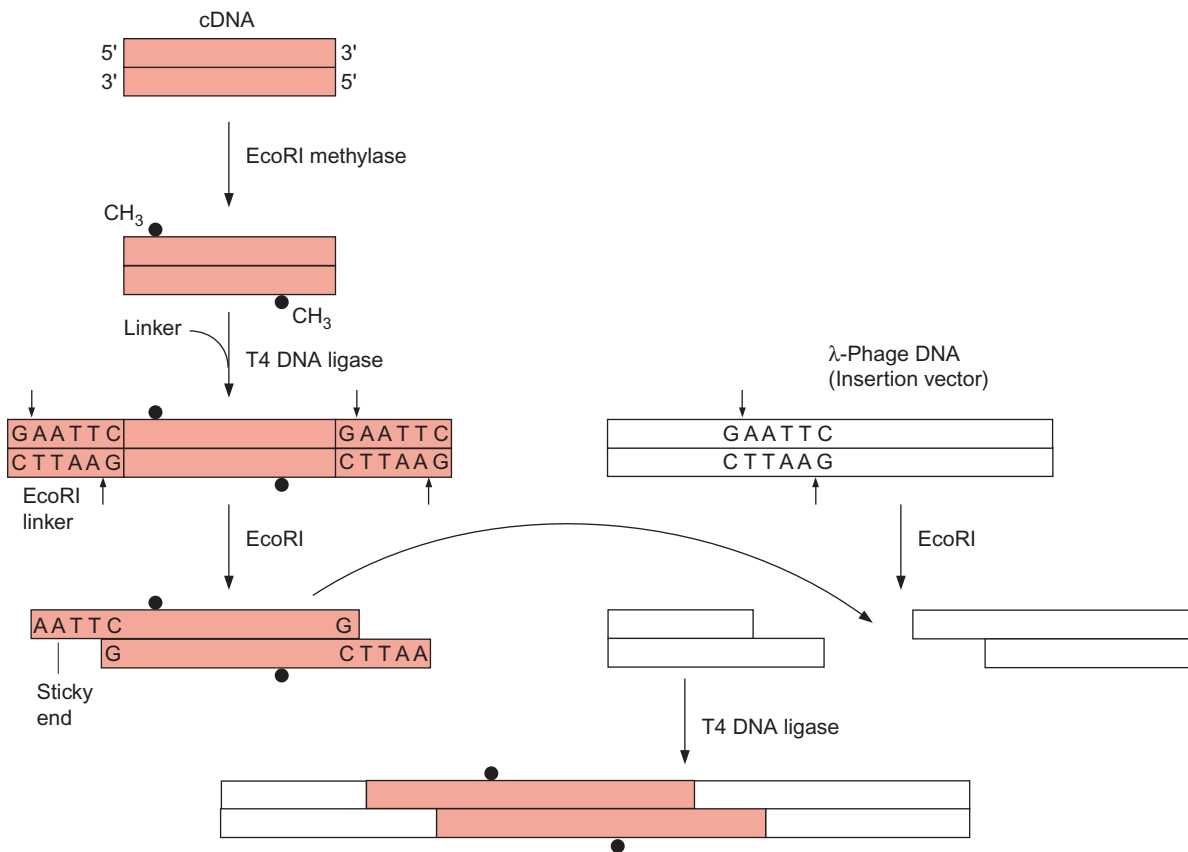 cDNA
5' 3'
3' 5'
EcoRI methylase
CH₃
CH₃
Linker
T4 DNA ligase
λ-Phage DNA
(Insertion vector)
GAATTC GAATTC
CTTAAG CTTAAG
GAATTC
CTTAAG
EcoRI
linker
EcoRI
EcoRI
AATTC G
G CTTAA
Sticky
end
T4 DNA ligase